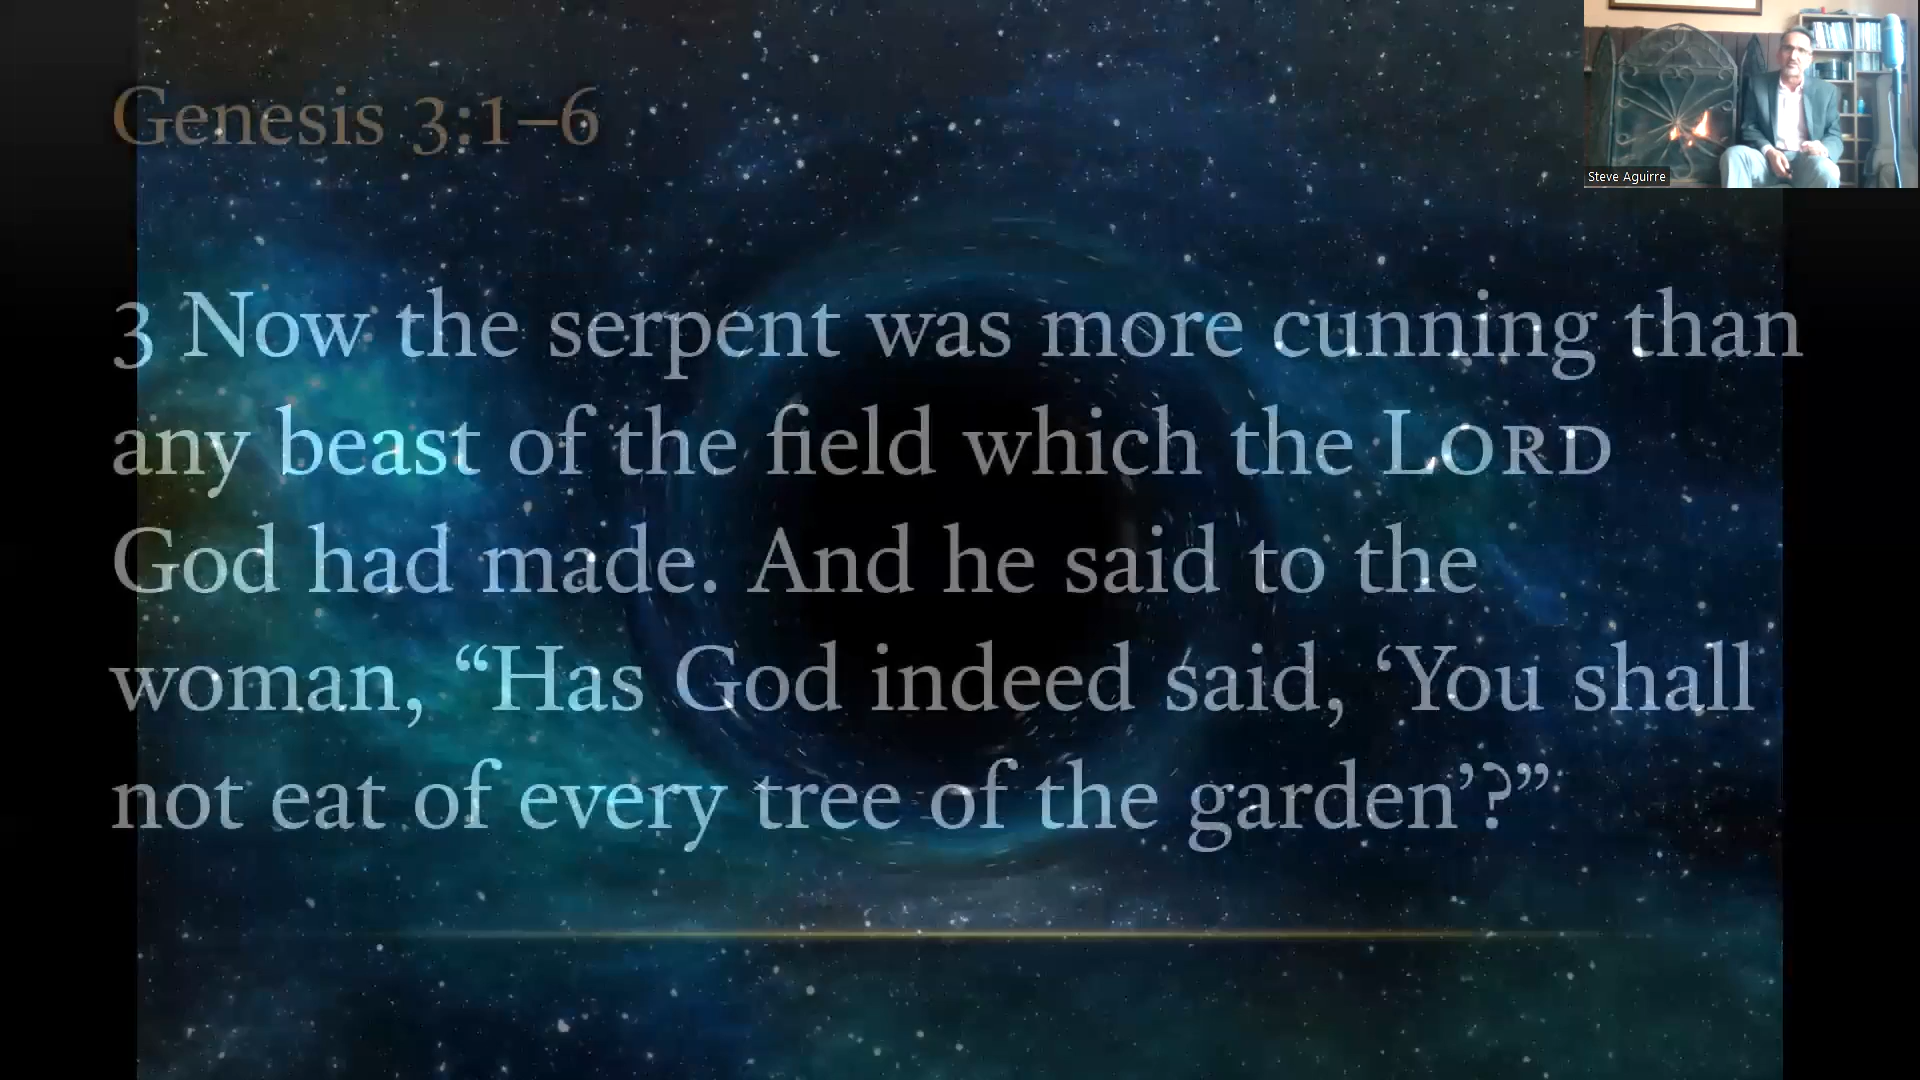 Genesis 3:1–6
Steve Aguirre
3 Now the serpent was more cunning than
any beast of the field which the LORD
God had made. And he said to the
woman, “Has God indeed said, ‘You shall
not eat of every tree of the garden’?”